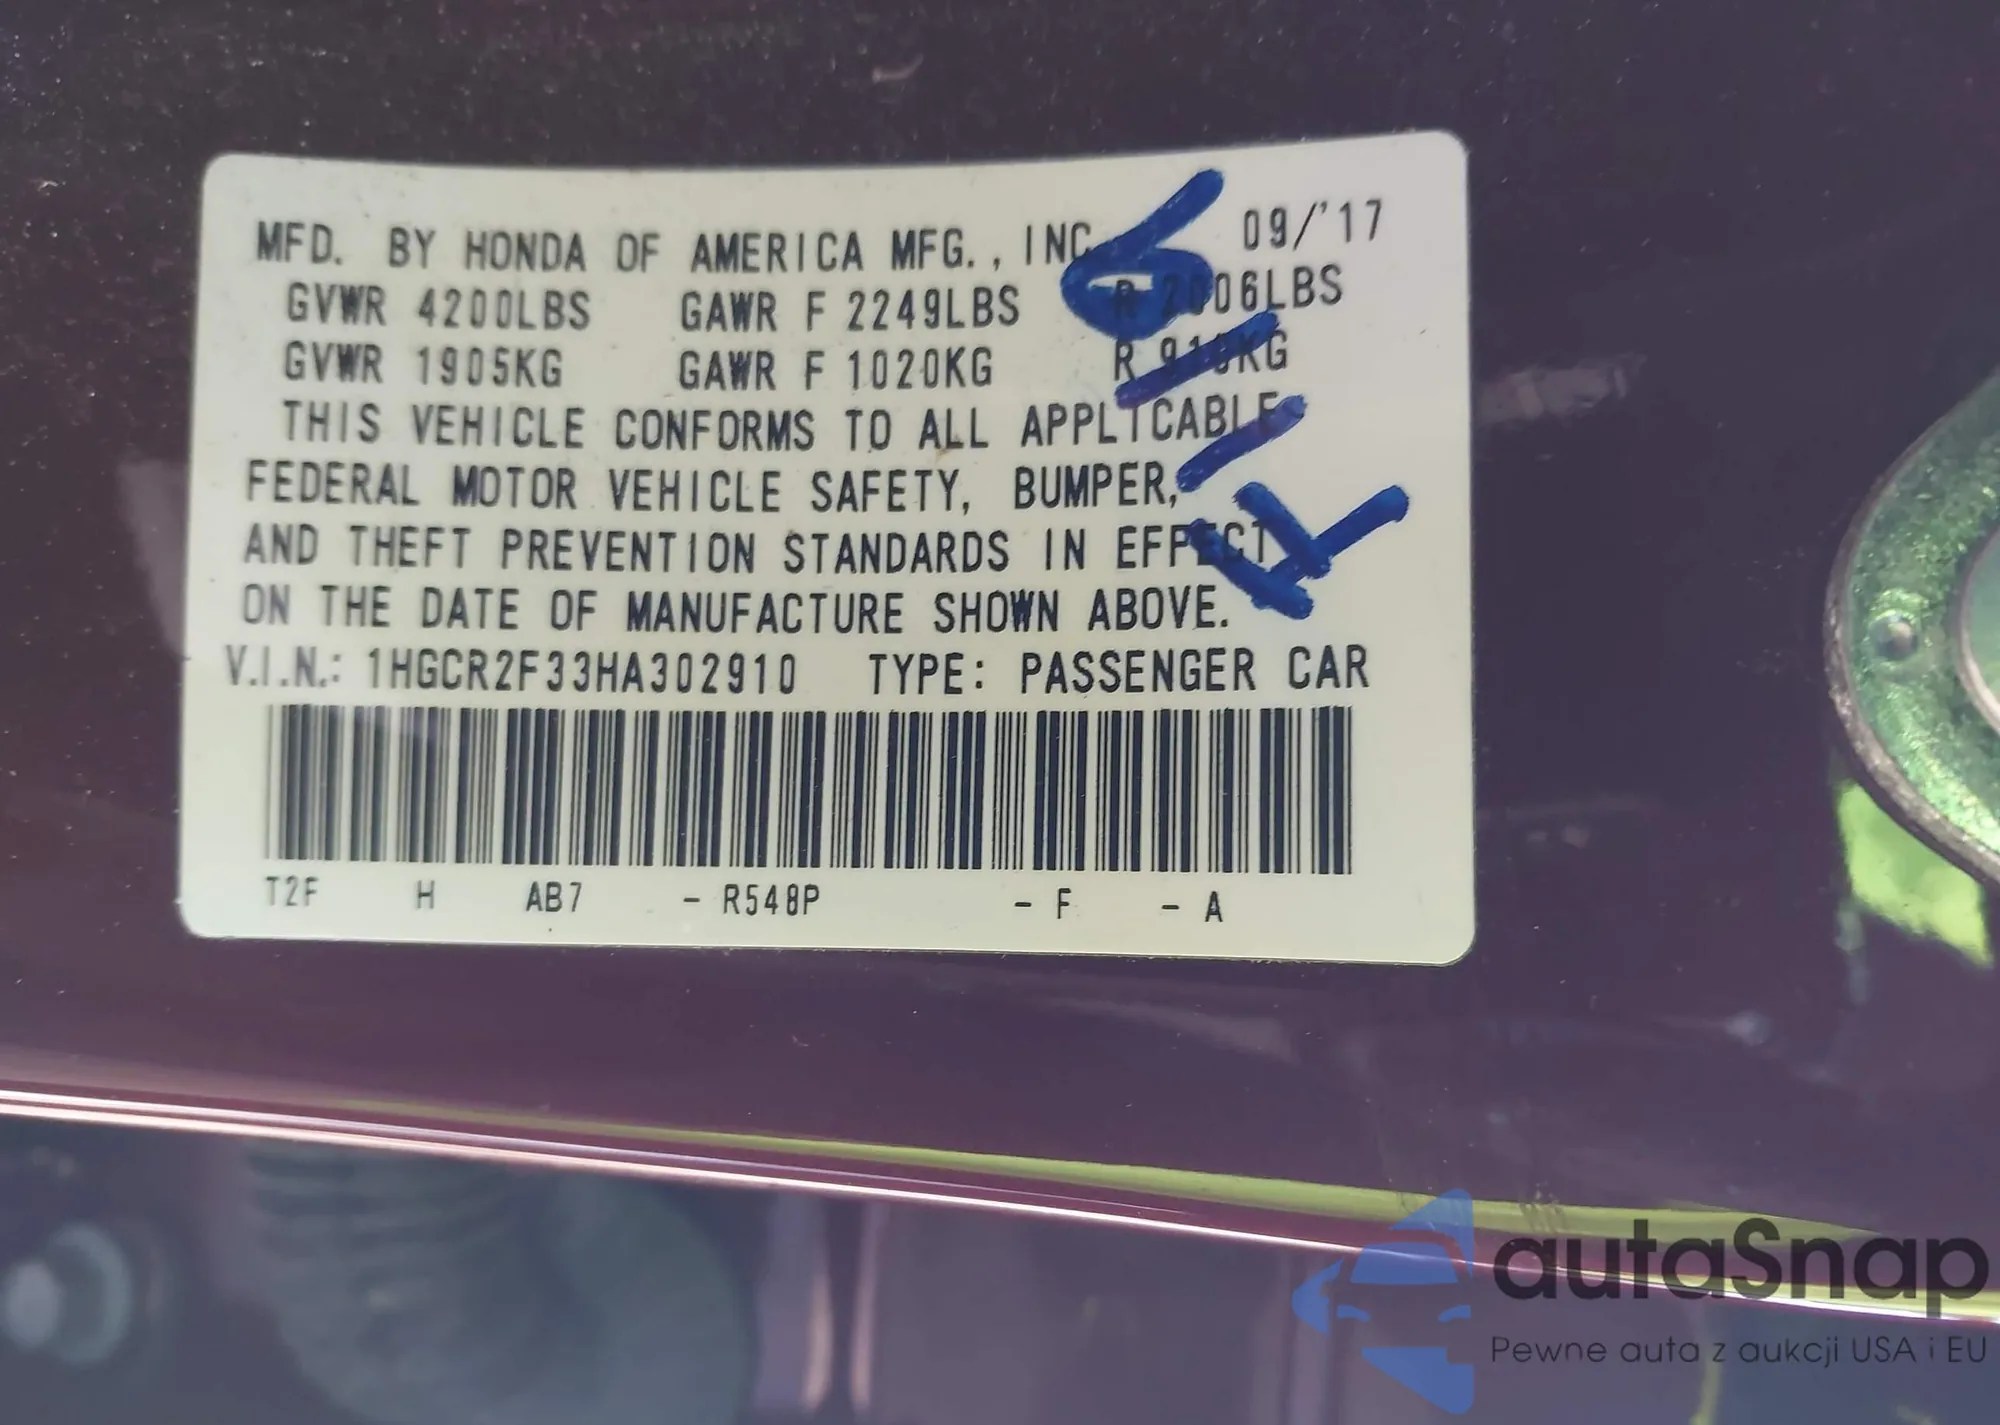 MFD. BY HONDA OF AMERICA MFG., INC. 09/'17
GVWR 4200LBS GAWR F 2249LBS R 2006LBS
GVWR 1905KG GAWR F 1020KG R 910KG
THIS VEHICLE CONFORMS TO ALL APPLICABLE
FEDERAL MOTOR VEHICLE SAFETY, BUMPER,
AND THEFT PREVENTION STANDARDS IN EFFECT
ON THE DATE OF MANUFACTURE SHOWN ABOVE.
V.I.N.: 1HGCR2F33HA302910 TYPE: PASSENGER CAR
T2F H AB7 - R548P - F - A
autaSnap
Pewne auta z aukcji USA i EU